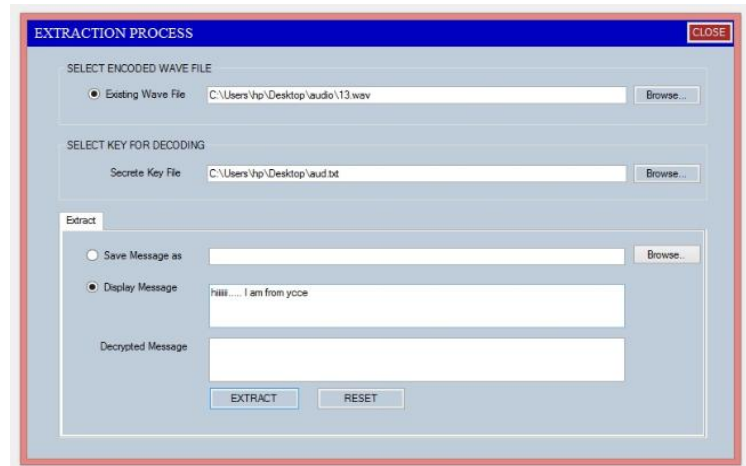 EXTRACTION PROCESS CLOSE
SELECT ENCODED WAVE FILE
Existing Wave File C:\Users\hp\Desktop\audio\13.wav Browse...
SELECT KEY FOR DECODING
Secrete Key File C:\Users\hp\Desktop\aud.txt Browse...
Extract
Save Message as Browse..
Display Message hiiiiii..... I am from ycce
Decrypted Message
EXTRACT RESET